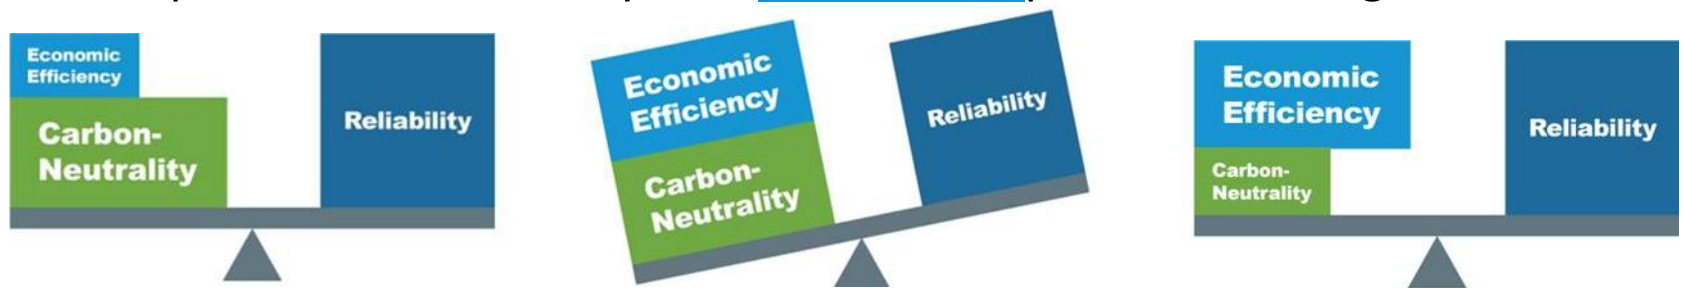 Economic
Efficiency
Carbon-
Neutrality
Reliability
Economic
Efficiency
Carbon-
Neutrality
Reliability
Economic
Efficiency
Carbon-
Neutrality
Reliability